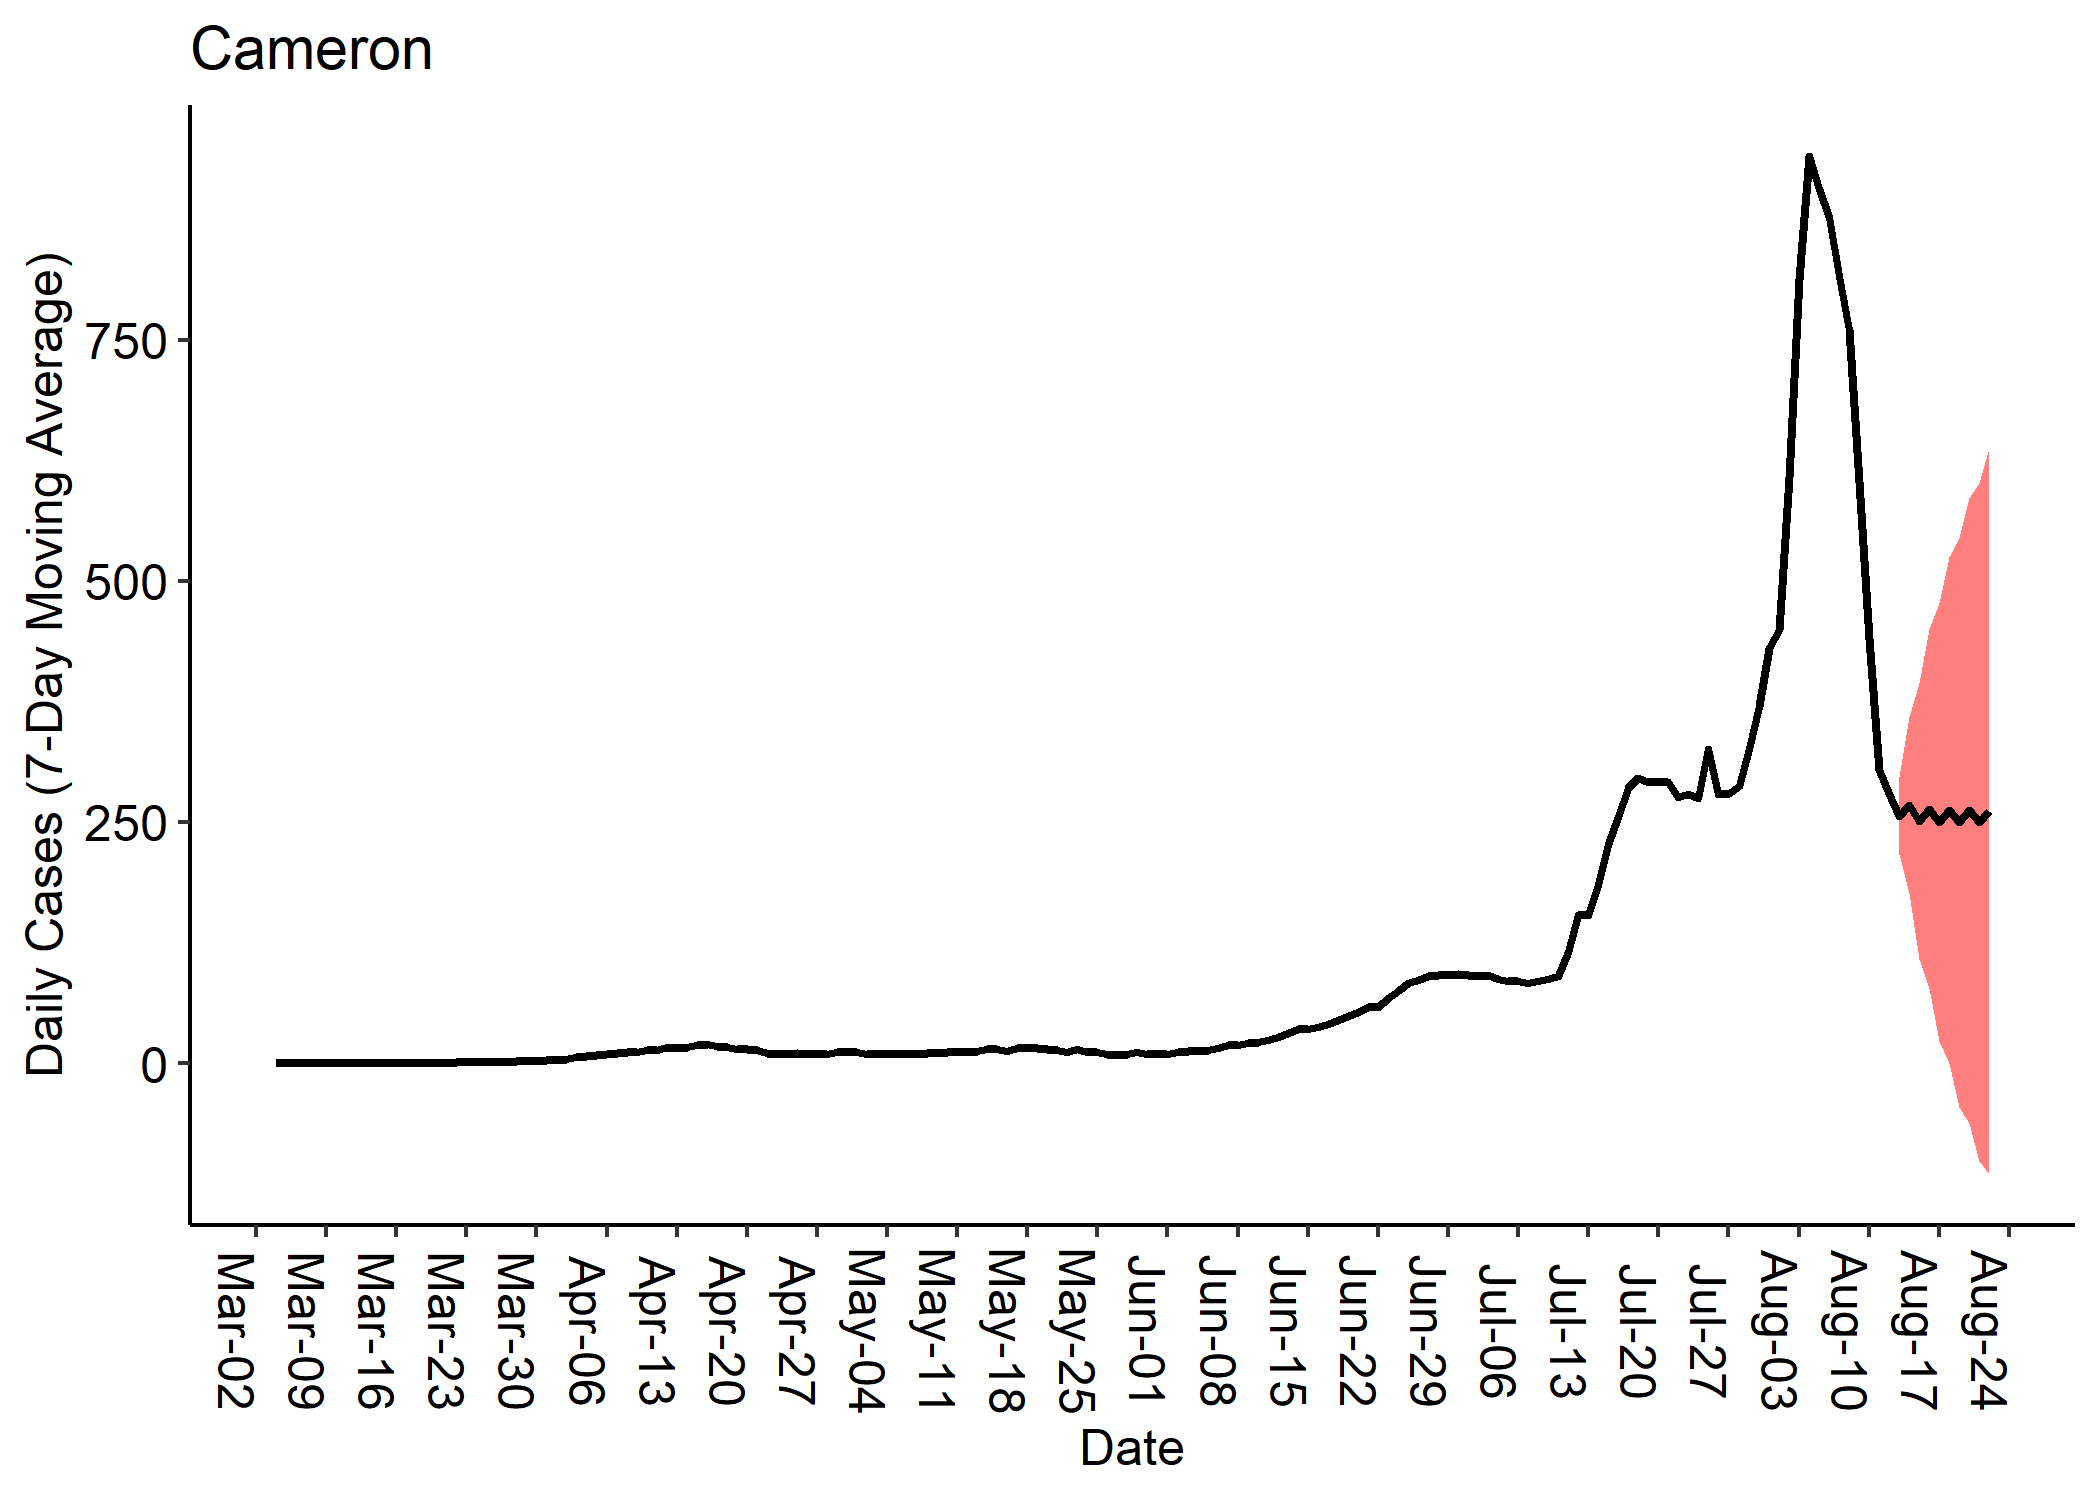 Cameron
Daily Cases (7-Day Moving Average)
750
500
250
0
Mar-02
Mar-09
Mar-16
Mar-23
Mar-30
Apr-06
Apr-13
Apr-20
Apr-27
May-04
May-11
May-18
May-25
Jun-01
Jun-08
Jun-15
Jun-22
Jun-29
Jul-06
Jul-13
Jul-20
Jul-27
Aug-03
Aug-10
Aug-17
Aug-24
Date